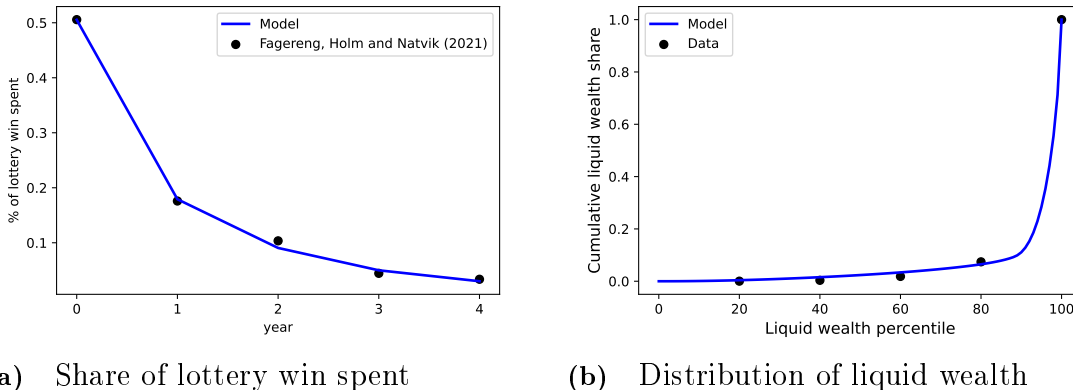 0.5
0.4
0.3
0.2
0.1
% of lottery win spent
Model
Fagereng, Holm and Natvik (2021)
0 1 2 3 4
year
a) Share of lottery win spent
1.0
0.8
0.6
0.4
0.2
0.0
Cumulative liquid wealth share
Model
Data
0 20 40 60 80 100
Liquid wealth percentile
(b) Distribution of liquid wealth